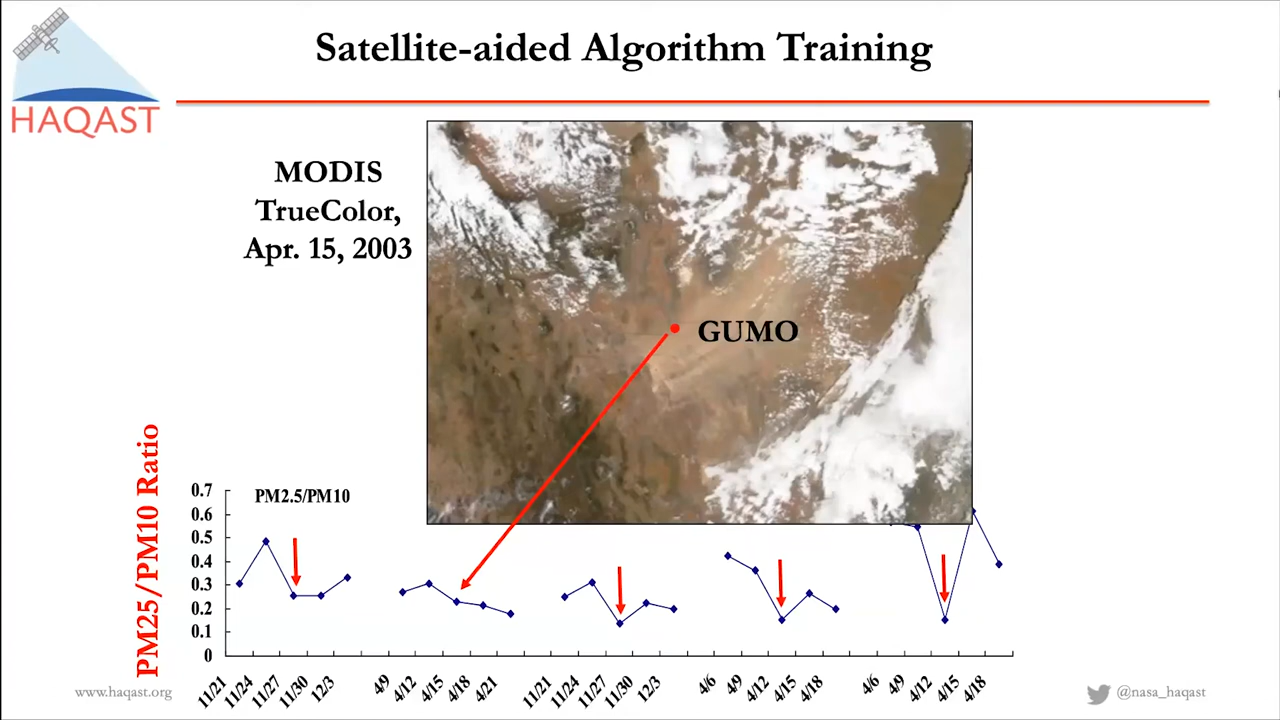 Satellite-aided Algorithm Training
HAQAST
MODIS
TrueColor,
Apr. 15, 2003
GUMO
PM25/PM10 Ratio
PM2.5/PM10
0.7
0.6
0.5
0.4
0.3
0.2
0.1
0
11/21 11/24 11/27 11/30 12/3 4/9 4/12 4/15 4/18 4/21 11/21 11/24 11/27 11/30 12/3 4/6 4/9 4/12 4/15 4/18 4/6 4/9 4/12 4/15 4/18
www.haqast.org
@nasa_haqast